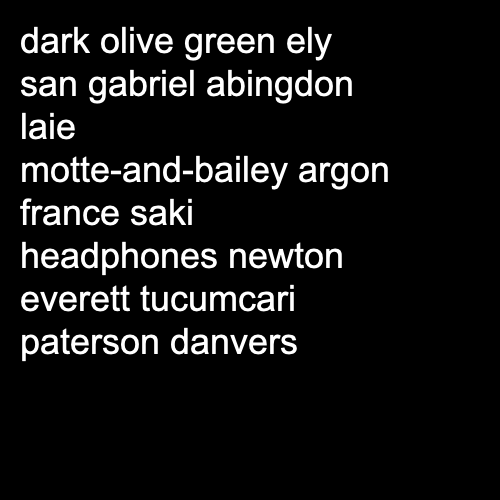 dark olive green ely
san gabriel abingdon
laie
motte-and-bailey argon
france saki
headphones newton
everett tucumcari
paterson danvers